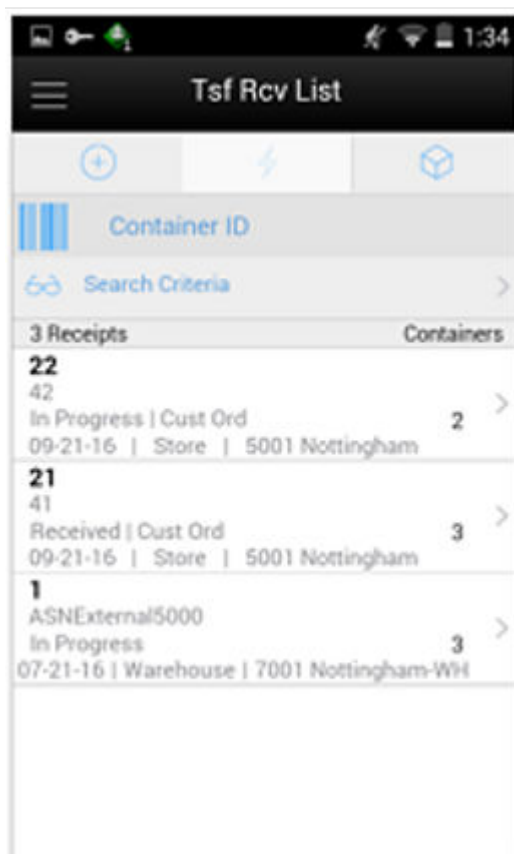 1:34
Tsf Rcv List
Container ID
Search Criteria
3 Receipts Containers
22
42
In Progress | Cust Ord 2
09-21-16 | Store | 5001 Nottingham
21
41
Received | Cust Ord 3
09-21-16 | Store | 5001 Nottingham
1
ASNExternal5000
In Progress 3
07-21-16 | Warehouse | 7001 Nottingham-WH